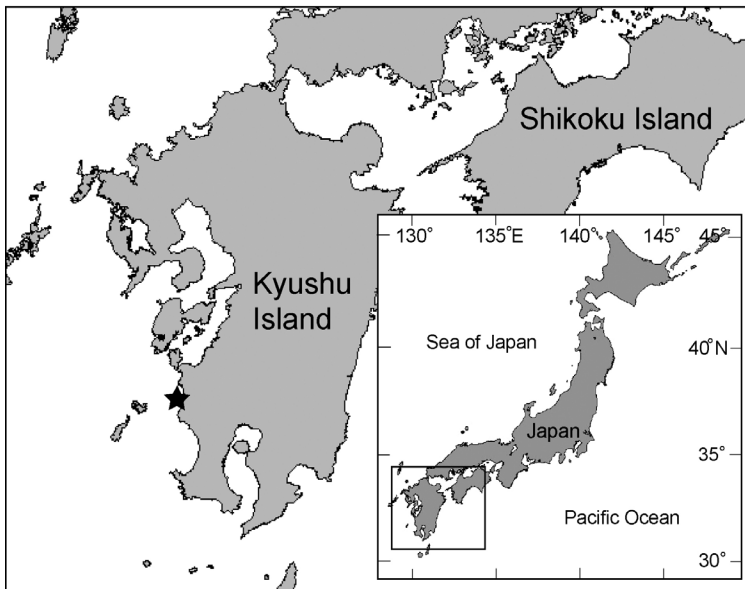 Shikoku Island
Kyushu
Island
130° 135°E 140° 145° 45°
Sea of Japan
40°N
Japan
35°
Pacific Ocean
30°